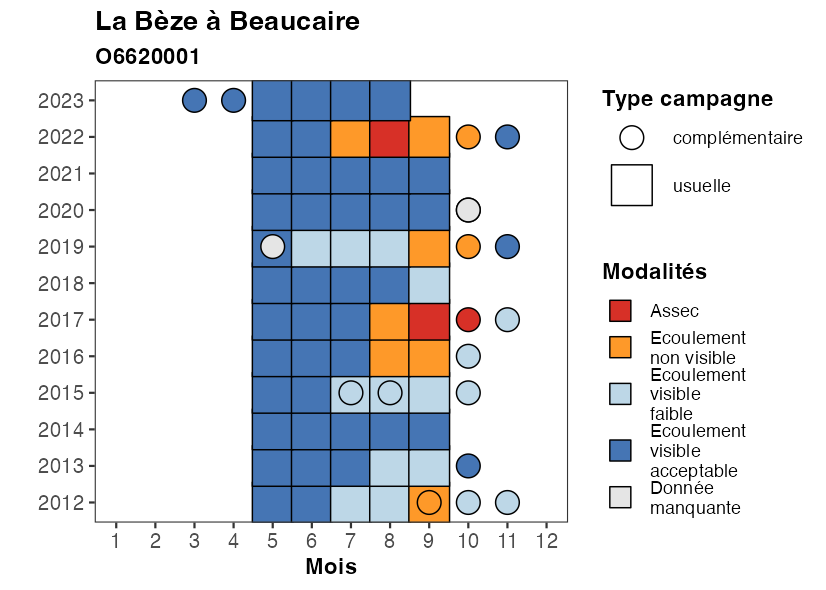 La Bèze à Beaucaire
O6620001
2023
2022
2021
2020
2019
2018
2017
2016
2015
2014
2013
2012
1 2 3 4 5 6 7 8 9 10 11 12
Mois
Type campagne
complémentaire
usuelle
Modalités
Assec
Ecoulement
non visible
Ecoulement
visible
faible
Ecoulement
visible
acceptable
Donnée
manquante